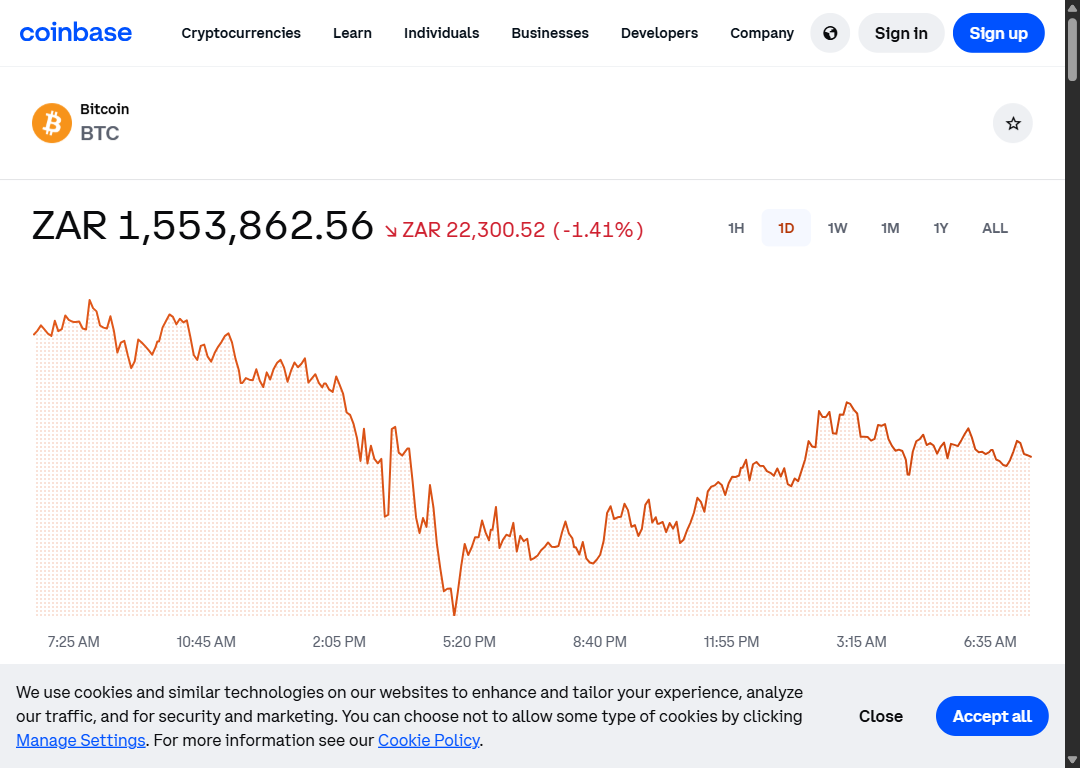 coinbase Cryptocurrencies Learn Individuals Businesses Developers Company Sign in Sign up
Bitcoin
BTC
ZAR 1,553,862.56 ↘ ZAR 22,300.52 (-1.41%) 1H 1D 1W 1M 1Y ALL
7:25 AM 10:45 AM 2:05 PM 5:20 PM 8:40 PM 11:55 PM 3:15 AM 6:35 AM
We use cookies and similar technologies on our websites to enhance and tailor your experience, analyze
our traffic, and for security and marketing. You can choose not to allow some type of cookies by clicking
Manage Settings. For more information see our Cookie Policy.
Close Accept all